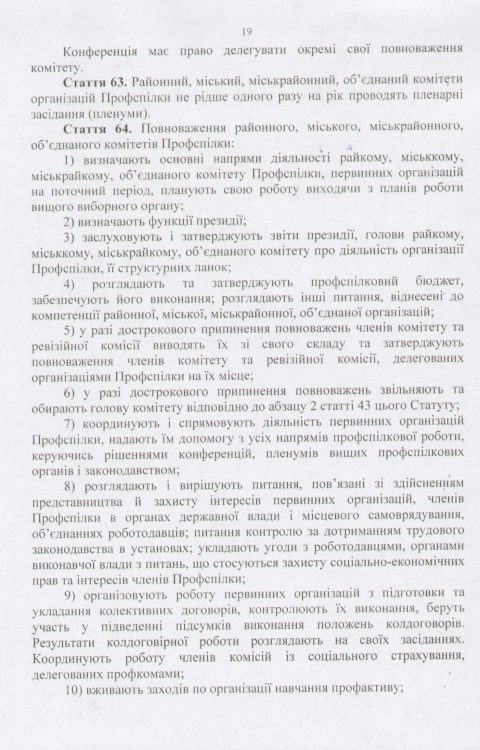 19
Конференція має право делегувати окремі свої повноваження
комітету.
Стаття 63. Районний, міський, міськрайонний, об’єднаний комітети
організацій Профспілки не рідше одного разу на рік проводять пленарні
засідання (пленуми).
Стаття 64. Повноваження районного, міського, міськрайонного,
об’єднаного комітетів Профспілки:
1) визначають основні напрями діяльності райкому, міськкому,
міськрайкому, об’єднаного комітету Профспілки, первинних організацій
на поточний період, планують свою роботу виходячи з планів роботи
вищого виборного органу;
2) визначають функції президії;
3) заслуховують і затверджують звіти президії, голови райкому,
міськкому, міськрайкому, об’єднаного комітету про діяльність організації
Профспілки, її структурних ланок;
4) розглядають та затверджують профспілковий бюджет,
забезпечують його виконання; розглядають інші питання, віднесені до
компетенції районної, міської, міськрайонної, об’єднаної організацій;
5) у разі дострокового припинення повноважень членів комітету та
ревізійної комісії виводять їх зі свого складу та затверджують
повноваження членів комітету та ревізійної комісії, делегованих
організаціями Профспілки на їх місце;
6) у разі дострокового припинення повноважень звільняють та
обирають голову комітету відповідно до абзацу 2 статті 43 цього Статуту;
7) координують і спрямовують діяльність первинних організацій
Профспілки, надають їм допомогу з усіх напрямів профспілкової роботи,
керуючись рішеннями конференцій, пленумів вищих профспілкових
органів і законодавством;
8) розглядають і вирішують питання, пов’язані зі здійсненням
представництва й захисту інтересів первинних організацій, членів
Профспілки в органах державної влади і місцевого самоврядування,
об’єднаннях роботодавців; питання контролю за дотриманням трудового
законодавства в установах; укладають угоди з роботодавцями, органами
виконавчої влади з питань, що стосуються захисту соціально-економічних
прав та інтересів членів Профспілки;
9) організовують роботу первинних організацій з підготовки та
укладання колективних договорів, контролюють їх виконання, беруть
участь у підведенні підсумків виконання положень колдоговорів.
Результати колдоговірної роботи розглядають на своїх засіданнях.
Координують роботу членів комісій із соціального страхування,
делегованих профкомами;
10) вживають заходів по організації навчання профактиву;